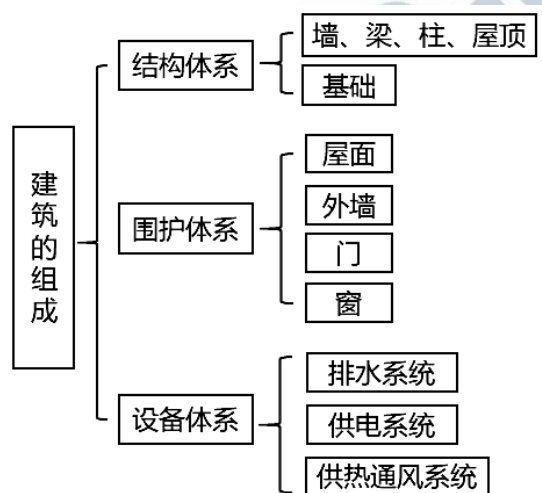 建筑的组成
结构体系
墙、梁、柱、屋顶
基础
围护体系
屋面
外墙
门
窗
设备体系
排水系统
供电系统
供热通风系统